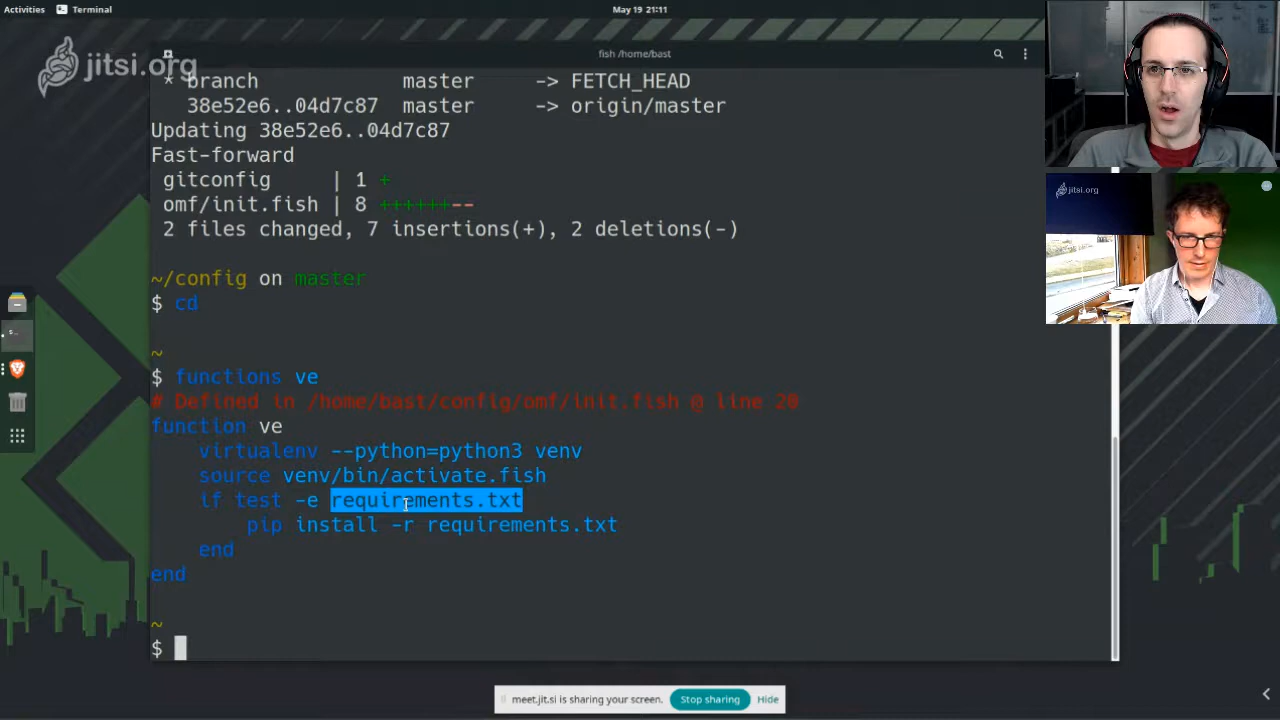 Activities
Terminal
May 19 21:11
jitsi.org
fish /home/bast
* branch master -> FETCH_HEAD
38e52e6..04d7c87 master -> origin/master
Updating 38e52e6..04d7c87
Fast-forward
gitconfig | 1 +
omf/init.fish | 8 ++++++--
2 files changed, 7 insertions(+), 2 deletions(-)
~/config on master
$ cd
~
$ functions ve
# Defined in /home/bast/config/omf/init.fish @ line 20
function ve
virtualenv --python=python3 venv
source venv/bin/activate.fish
if test -e requirements.txt
pip install -r requirements.txt
end
end
~
$
jitsi.org
meet.jit.si is sharing your screen.
Stop sharing
Hide